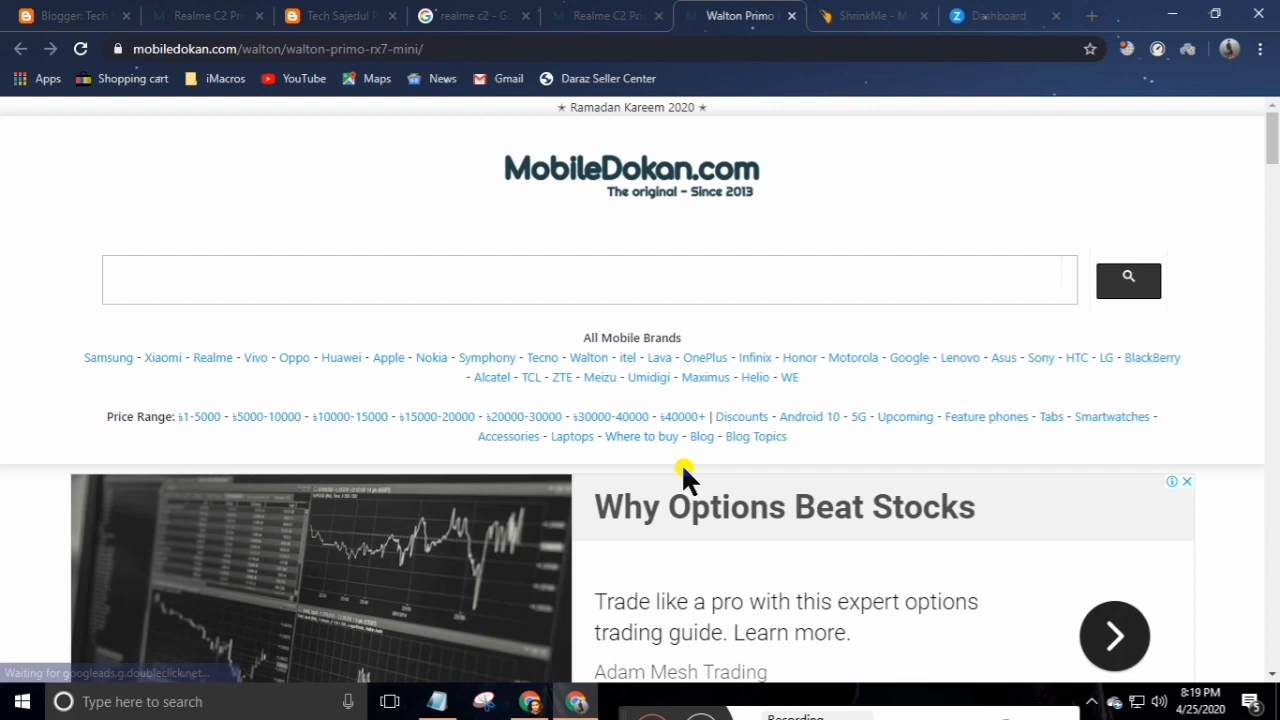 Blogger: Tech
Realme C2 Pri
Tech Sajedul P
realme c2 - Go
Realme C2 Pri
Walton Primo
ShrinkMe - M
Dashboard
mobiledokan.com/walton/walton-primo-rx7-mini/
Apps Shopping cart iMacros YouTube Maps News Gmail Daraz Seller Center
★ Ramadan Kareem 2020 ★
MobileDokan.com
The original - Since 2013
All Mobile Brands
Samsung - Xiaomi - Realme - Vivo - Oppo - Huawei - Apple - Nokia - Symphony - Tecno - Walton - itel - Lava - OnePlus - Infinix - Honor - Motorola - Google - Lenovo - Asus - Sony - HTC - LG - BlackBerry
- Alcatel - TCL - ZTE - Meizu - Umidigi - Maximus - Helio - WE
Price Range: ৳1-5000 - ৳5000-10000 - ৳10000-15000 - ৳15000-20000 - ৳20000-30000 - ৳30000-40000 - ৳40000+ | Discounts - Android 10 - 5G - Upcoming - Feature phones - Tabs - Smartwatches -
Accessories - Laptops - Where to buy - Blog - Blog Topics
Why Options Beat Stocks
Trade like a pro with this expert options
trading guide. Learn more.
Adam Mesh Trading
Waiting for googleads.g.doubleclick.net...
Type here to search
8:19 PM
4/25/2020
5
Recording